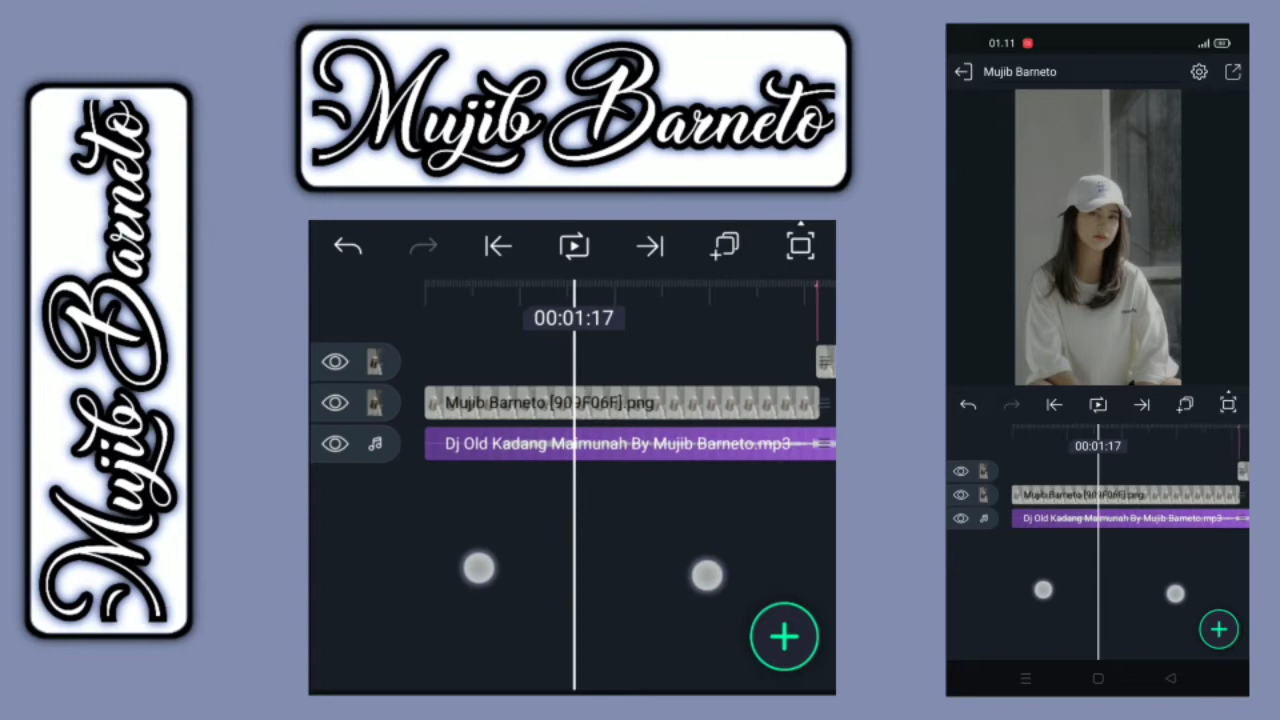 Mujib Barneto
Mujib Barneto
00:01:17
Mujib Barneto [909F06F].png
Dj Old Kadang Maimunah By Mujib Barneto.mp3
01.11
Mujib Barneto
00:01:17
Mujib Barneto [909F06F].png
Dj Old Kadang Maimunah By Mujib Barneto.mp3